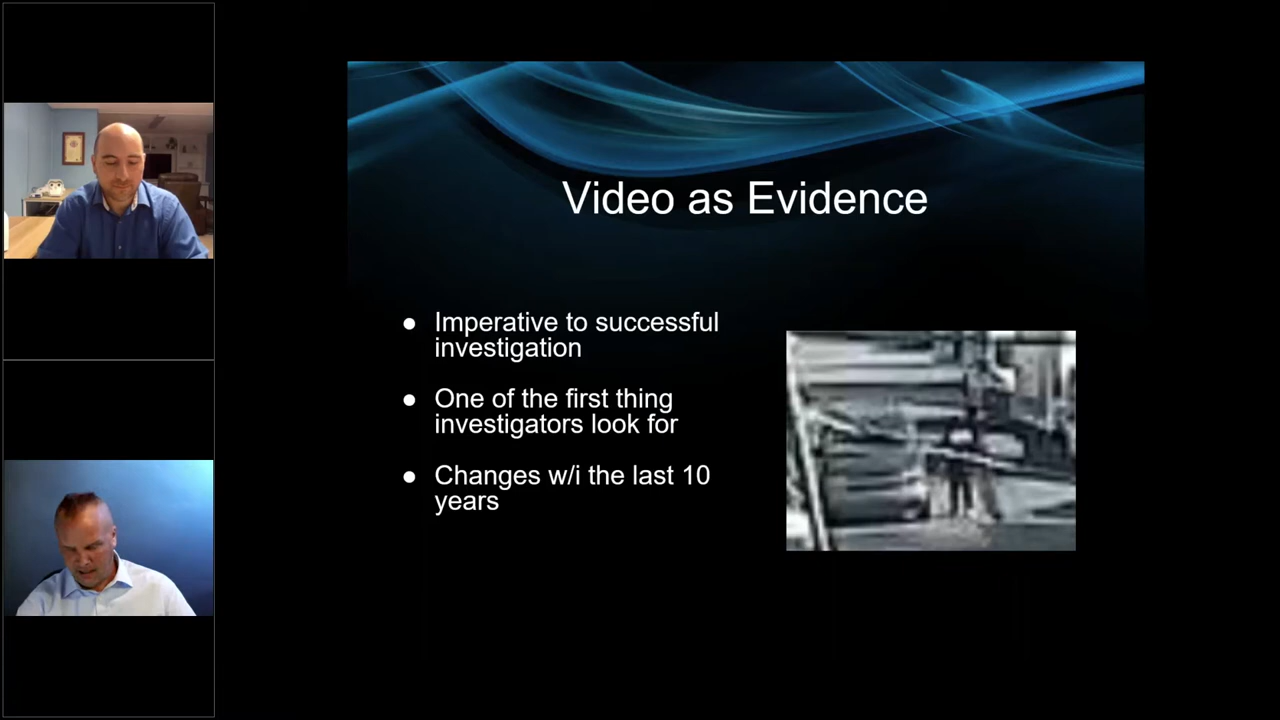 Video as Evidence
● Imperative to successful
investigation
● One of the first thing
investigators look for
● Changes w/i the last 10
years